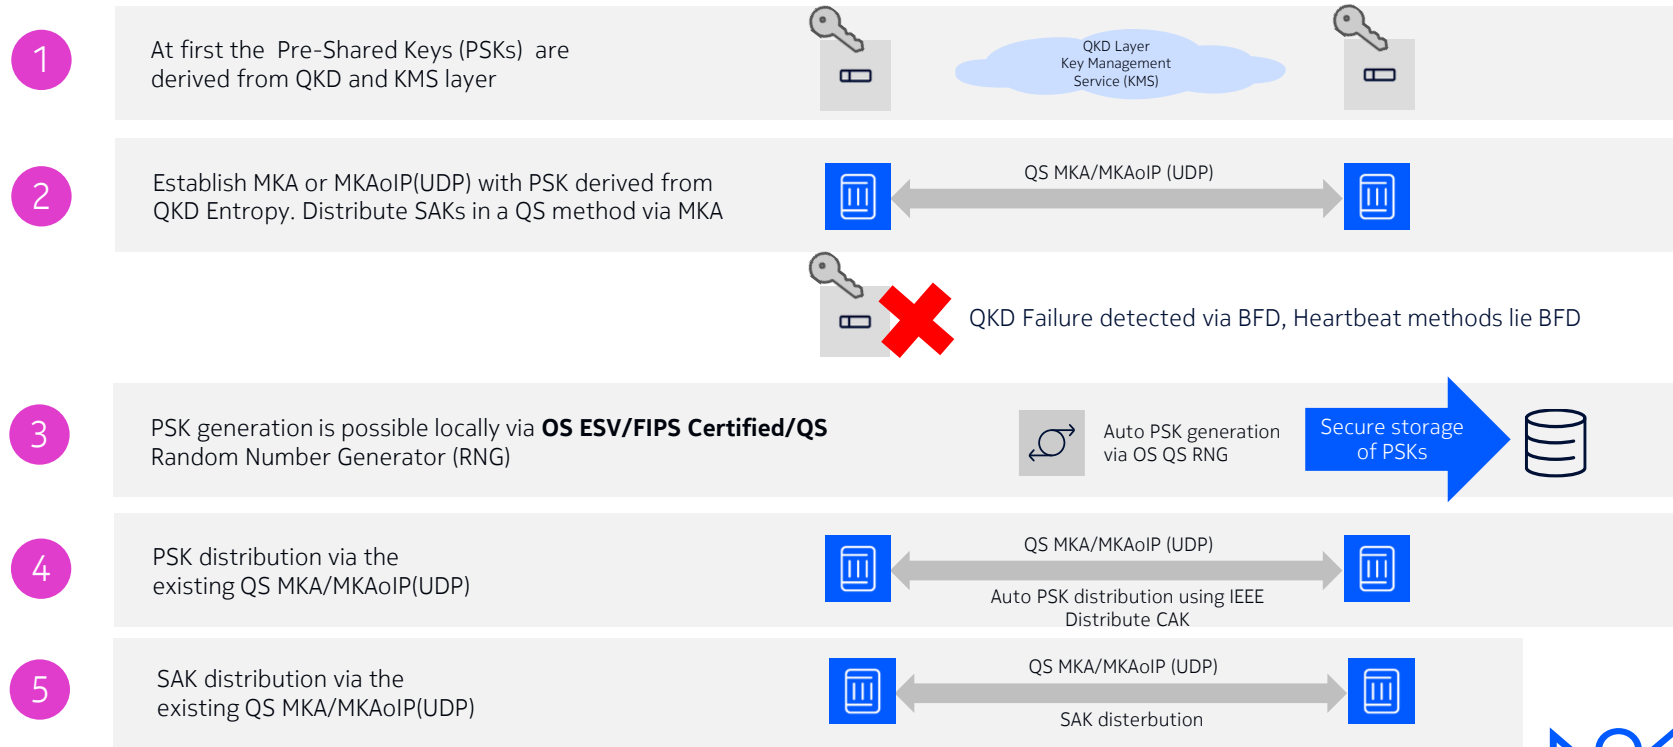 1
At first the  Pre-Shared Keys (PSKs)  are
derived from QKD and KMS layer
QKD Layer
Key Management
Service (KMS)
2
Establish MKA or MKAoIP(UDP) with PSK derived from
QKD Entropy. Distribute SAKs in a QS method via MKA
QS MKA/MKAoIP (UDP)
QKD Failure detected via BFD, Heartbeat methods lie BFD
3
PSK generation is possible locally via OS ESV/FIPS Certified/QS
Random Number Generator (RNG)
Auto PSK generation
via OS QS RNG
Secure storage
of PSKs
4
PSK distribution via the
existing QS MKA/MKAoIP(UDP)
QS MKA/MKAoIP (UDP)
Auto PSK distribution using IEEE
Distribute CAK
5
SAK distribution via the
existing QS MKA/MKAoIP(UDP)
QS MKA/MKAoIP (UDP)
SAK disterbution